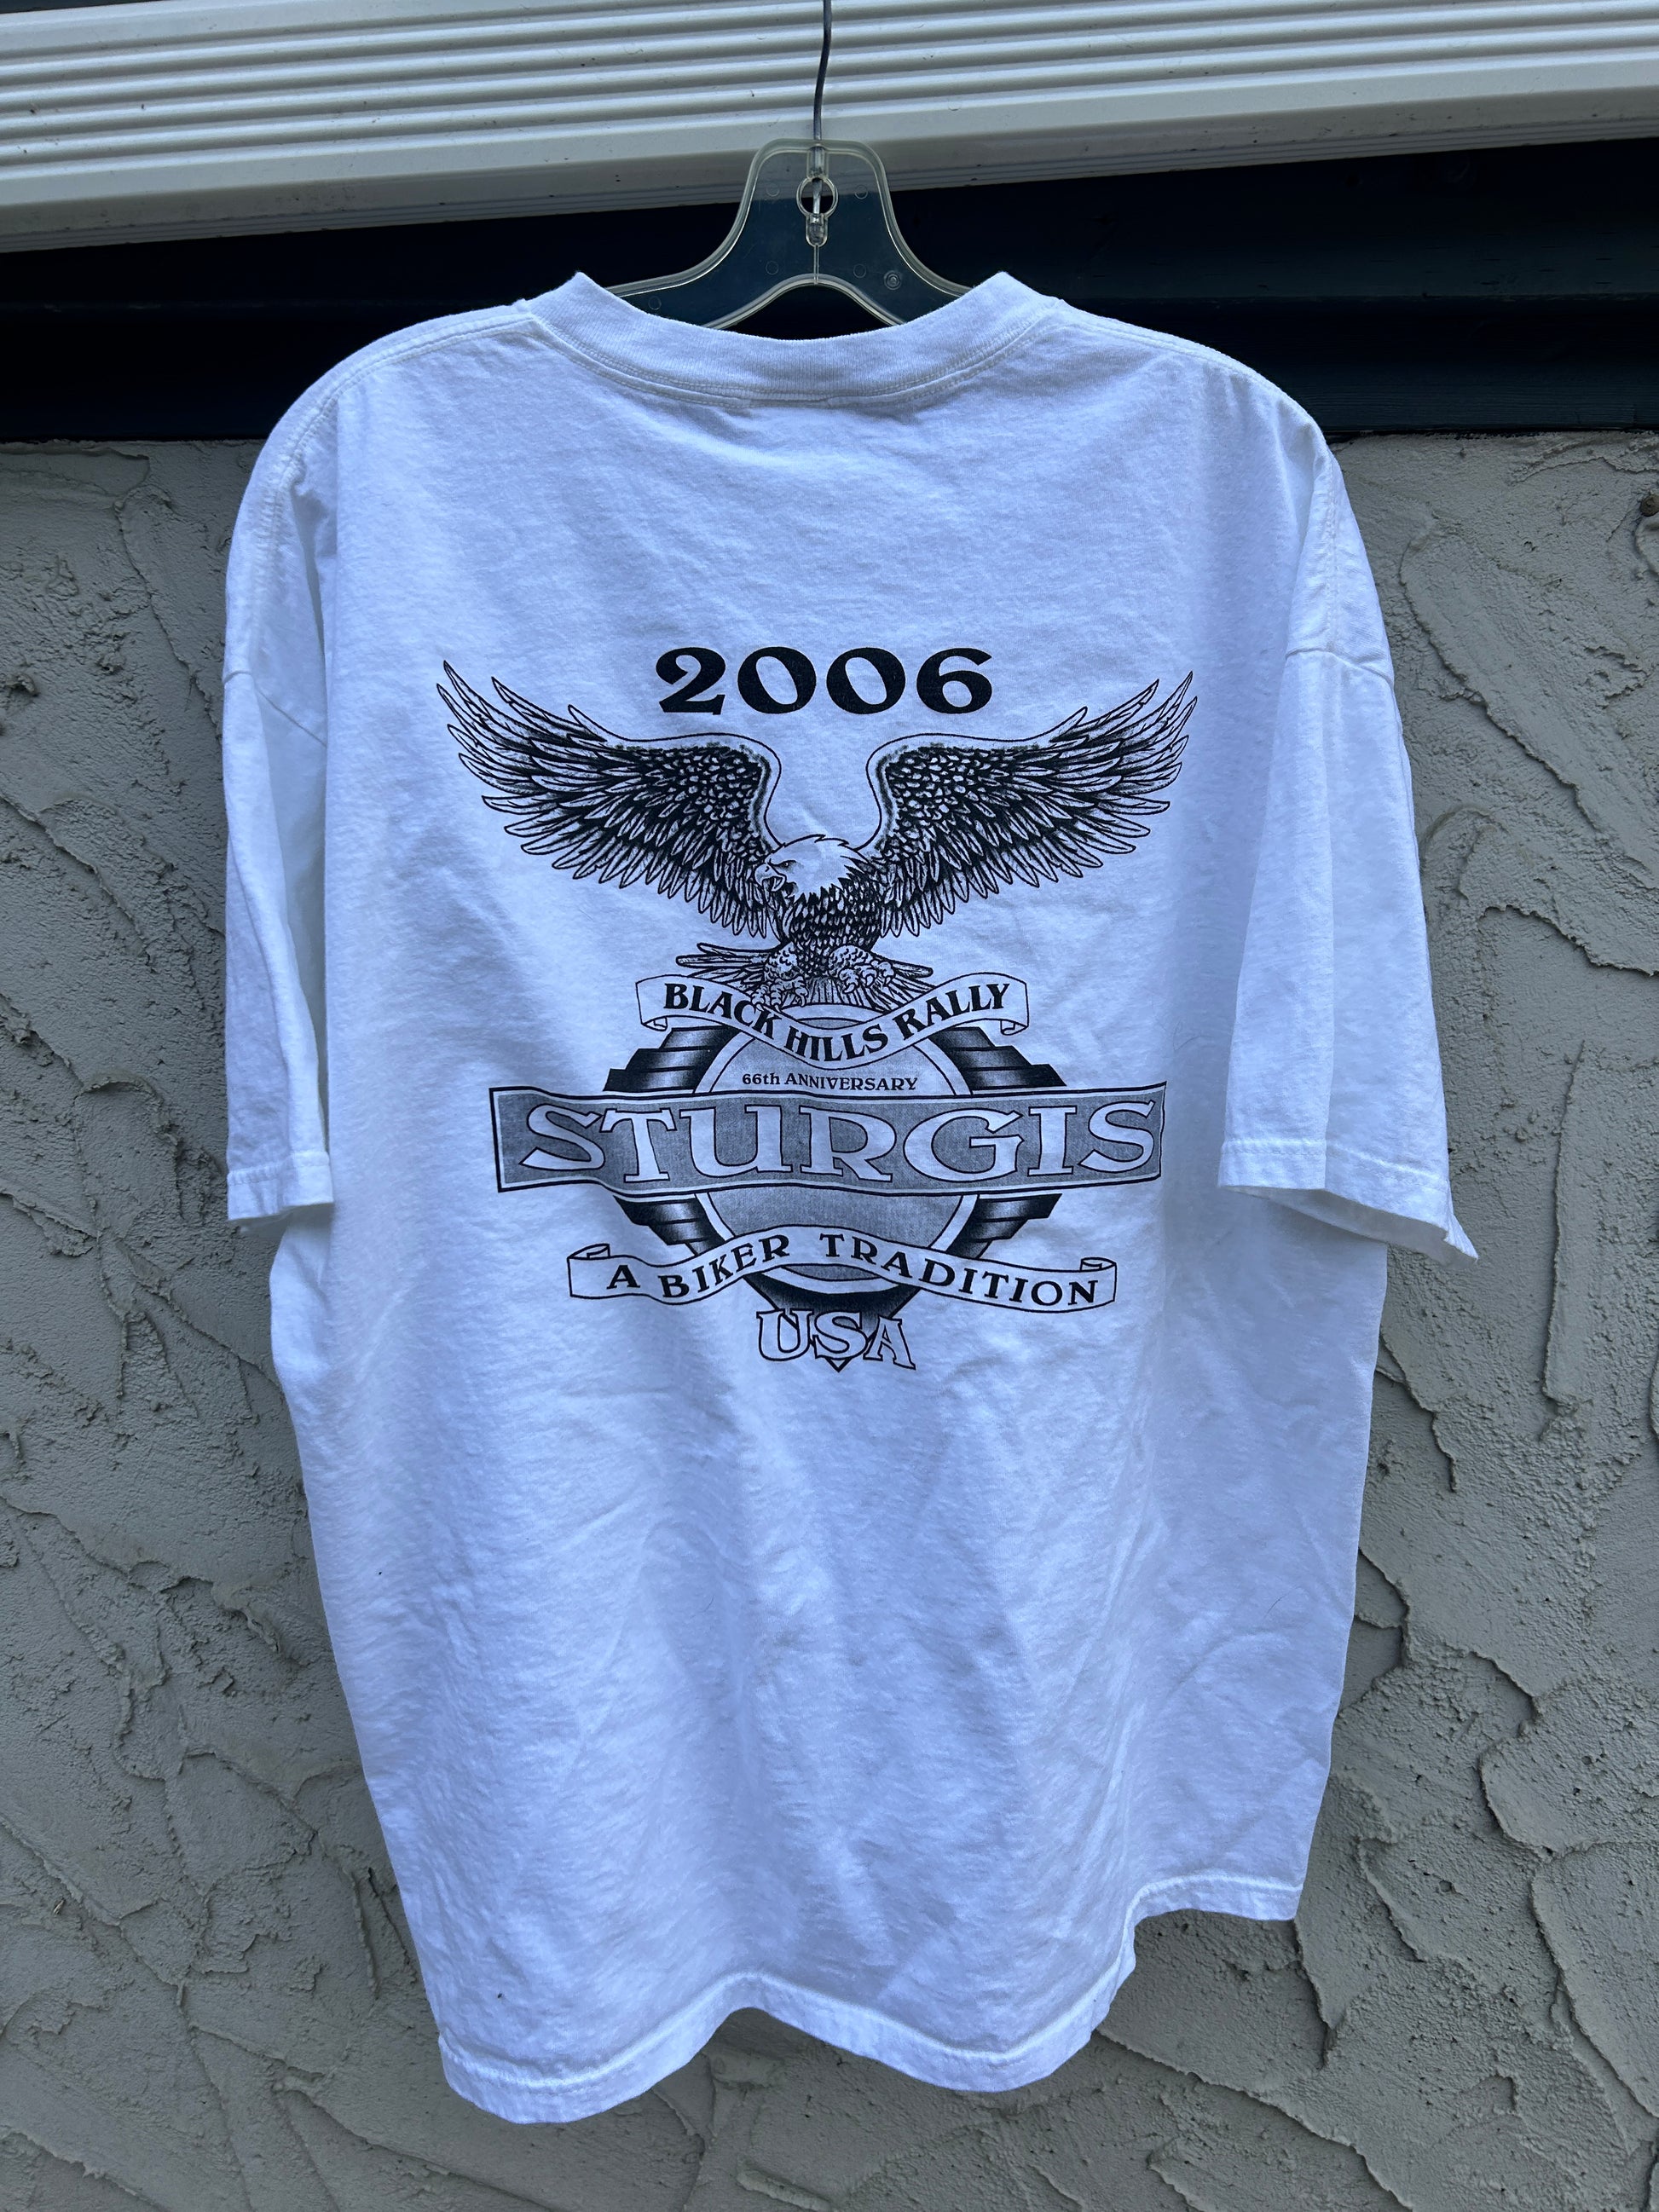 2006
BLACK HILLS RALLY
66th ANNIVERSARY
STURGIS
A BIKER TRADITION
USA